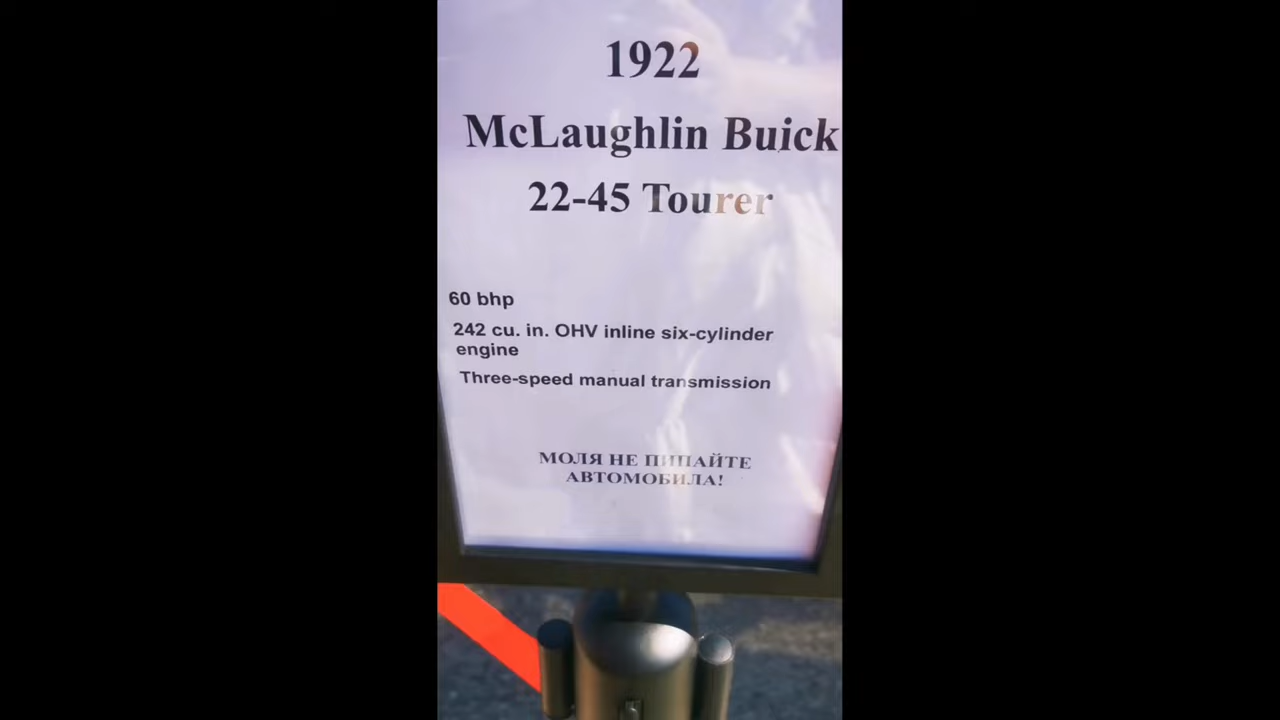 1922
McLaughlin Buick
22-45 Tourer
60 bhp
242 cu. in. OHV inline six-cylinder
engine
Three-speed manual transmission
МОЛЯ НЕ ПИПАЙТЕ
АВТОМОБИЛА!